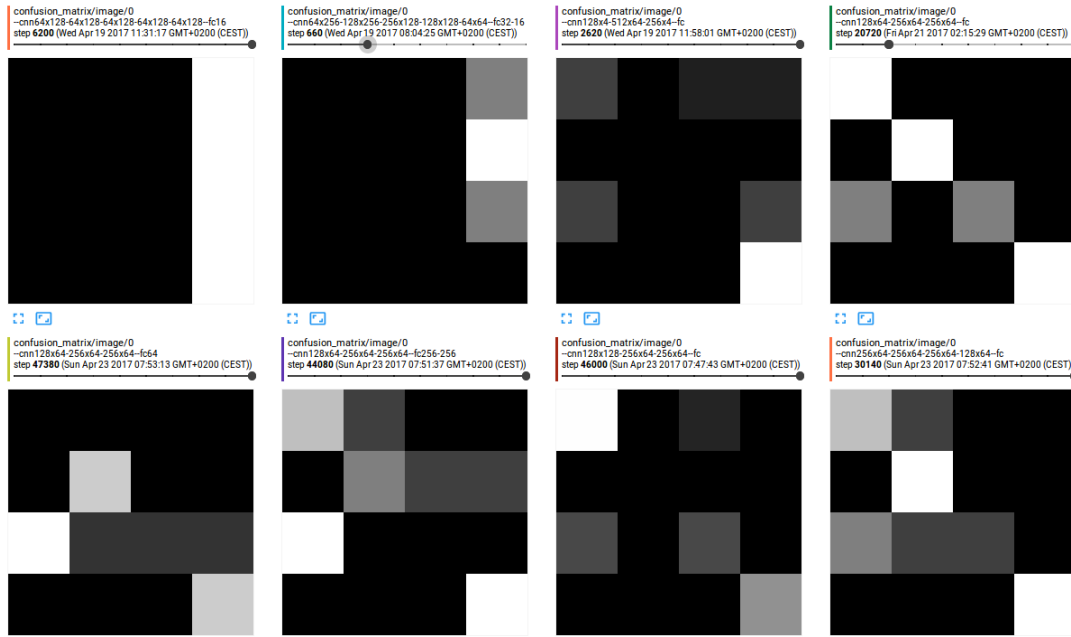 confusion_matrix/image/0
--cnn64x128-64x128-64x128-64x128-64x128--fc16
step 6200 (Wed Apr 19 2017 11:31:17 GMT+0200 (CEST))
confusion_matrix/image/0
--cnn64x256-128x256-256x128-128x128-64x64--fc32-16
step 660 (Wed Apr 19 2017 08:04:25 GMT+0200 (CEST))
confusion_matrix/image/0
--cnn128x4-512x64-256x4--fc
step 2620 (Wed Apr 19 2017 11:58:01 GMT+0200 (CEST))
confusion_matrix/image/0
--cnn128x64-256x64-256x64--fc
step 20720 (Fri Apr 21 2017 02:15:29 GMT+0200 (CEST))
confusion_matrix/image/0
--cnn128x64-256x64-256x64--fc64
step 47380 (Sun Apr 23 2017 07:53:13 GMT+0200 (CEST))
confusion_matrix/image/0
--cnn128x64-256x64-256x64--fc256-256
step 44080 (Sun Apr 23 2017 07:51:37 GMT+0200 (CEST))
confusion_matrix/image/0
--cnn128x128-256x64-256x64--fc
step 46000 (Sun Apr 23 2017 07:47:43 GMT+0200 (CEST))
confusion_matrix/image/0
--cnn256x64-256x64-256x64-128x64--fc
step 30140 (Sun Apr 23 2017 07:52:41 GMT+0200 (CEST))